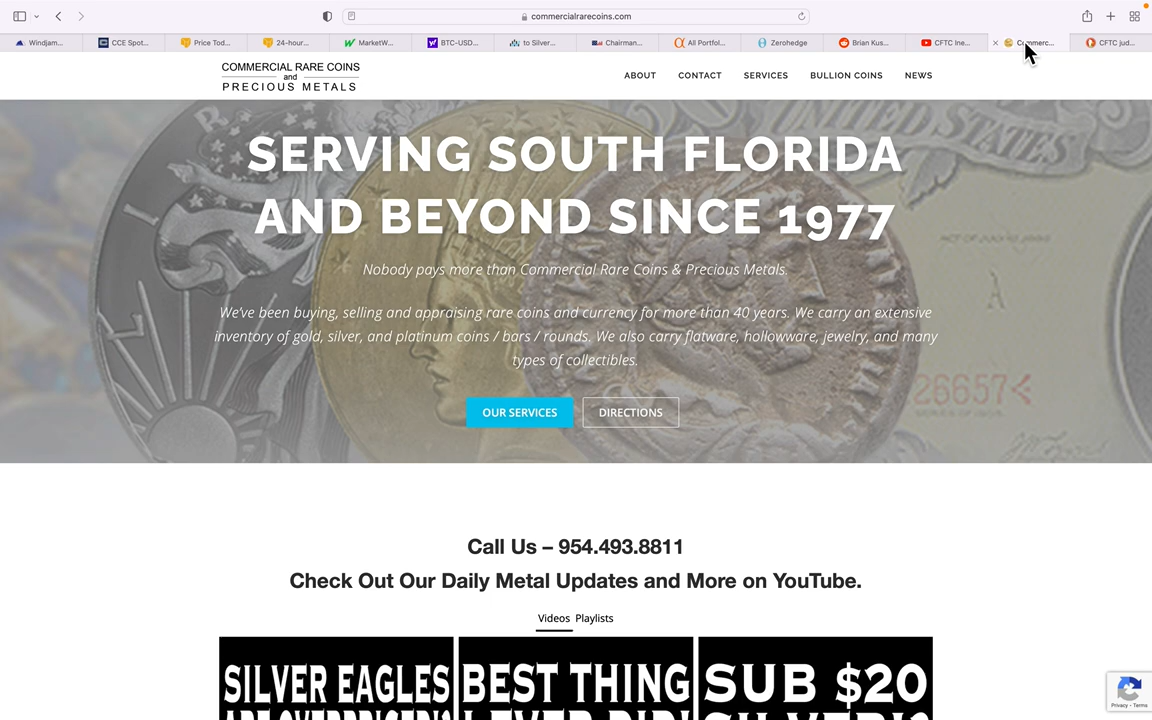 commercialrarecoins.com
Windjam...
CCE Spot...
Price Tod...
24-hour...
MarketW...
BTC-USD...
to Silver...
Chairman...
All Portfol...
Zerohedge
Brian Kus...
CFTC Ine...
Commerc...
CFTC jud...
COMMERCIAL RARE COINS
and
PRECIOUS METALS
ABOUT
CONTACT
SERVICES
BULLION COINS
NEWS
SERVING SOUTH FLORIDA
AND BEYOND SINCE 1977
Nobody pays more than Commercial Rare Coins & Precious Metals.
We've been buying, selling and appraising rare coins and currency for more than 40 years. We carry an extensive
inventory of gold, silver, and platinum coins / bars / rounds. We also carry flatware, hollowware, jewelry, and many
types of collectibles.
OUR SERVICES
DIRECTIONS
UNITED STATES
26657
Call Us – 954.493.8811
Check Out Our Daily Metal Updates and More on YouTube.
Videos Playlists
SILVER EAGLES
BEST THING
SUB $20
Privacy - Terms